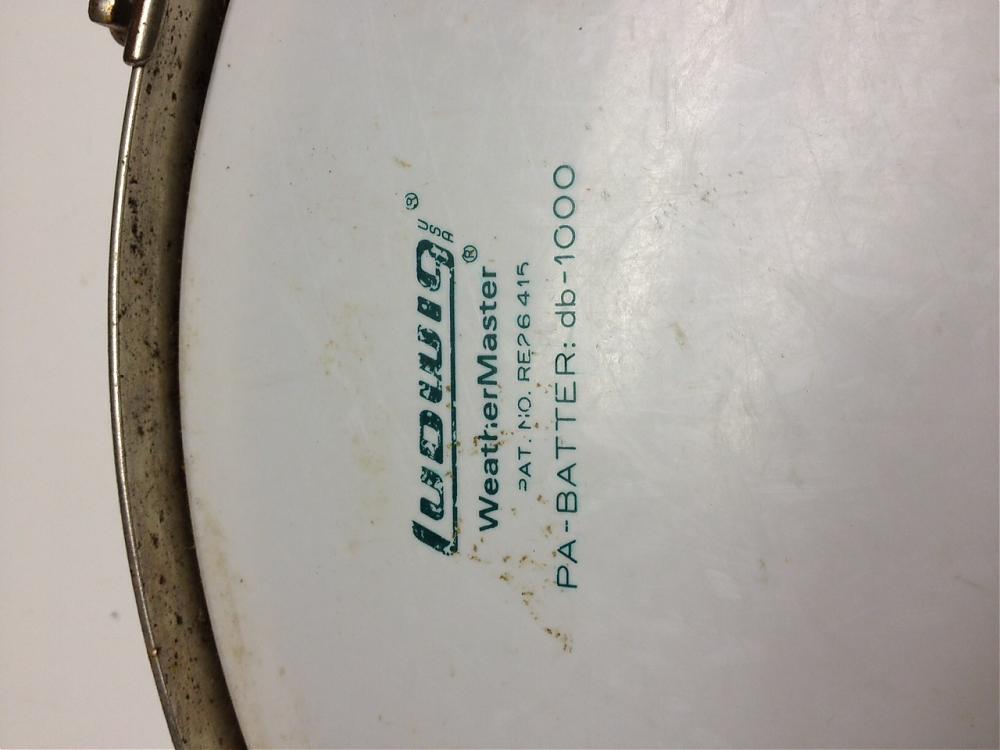 Ludwig ® USA
WeatherMaster ®
PAT. NO. RE26415
PA-BATTER: db-1000